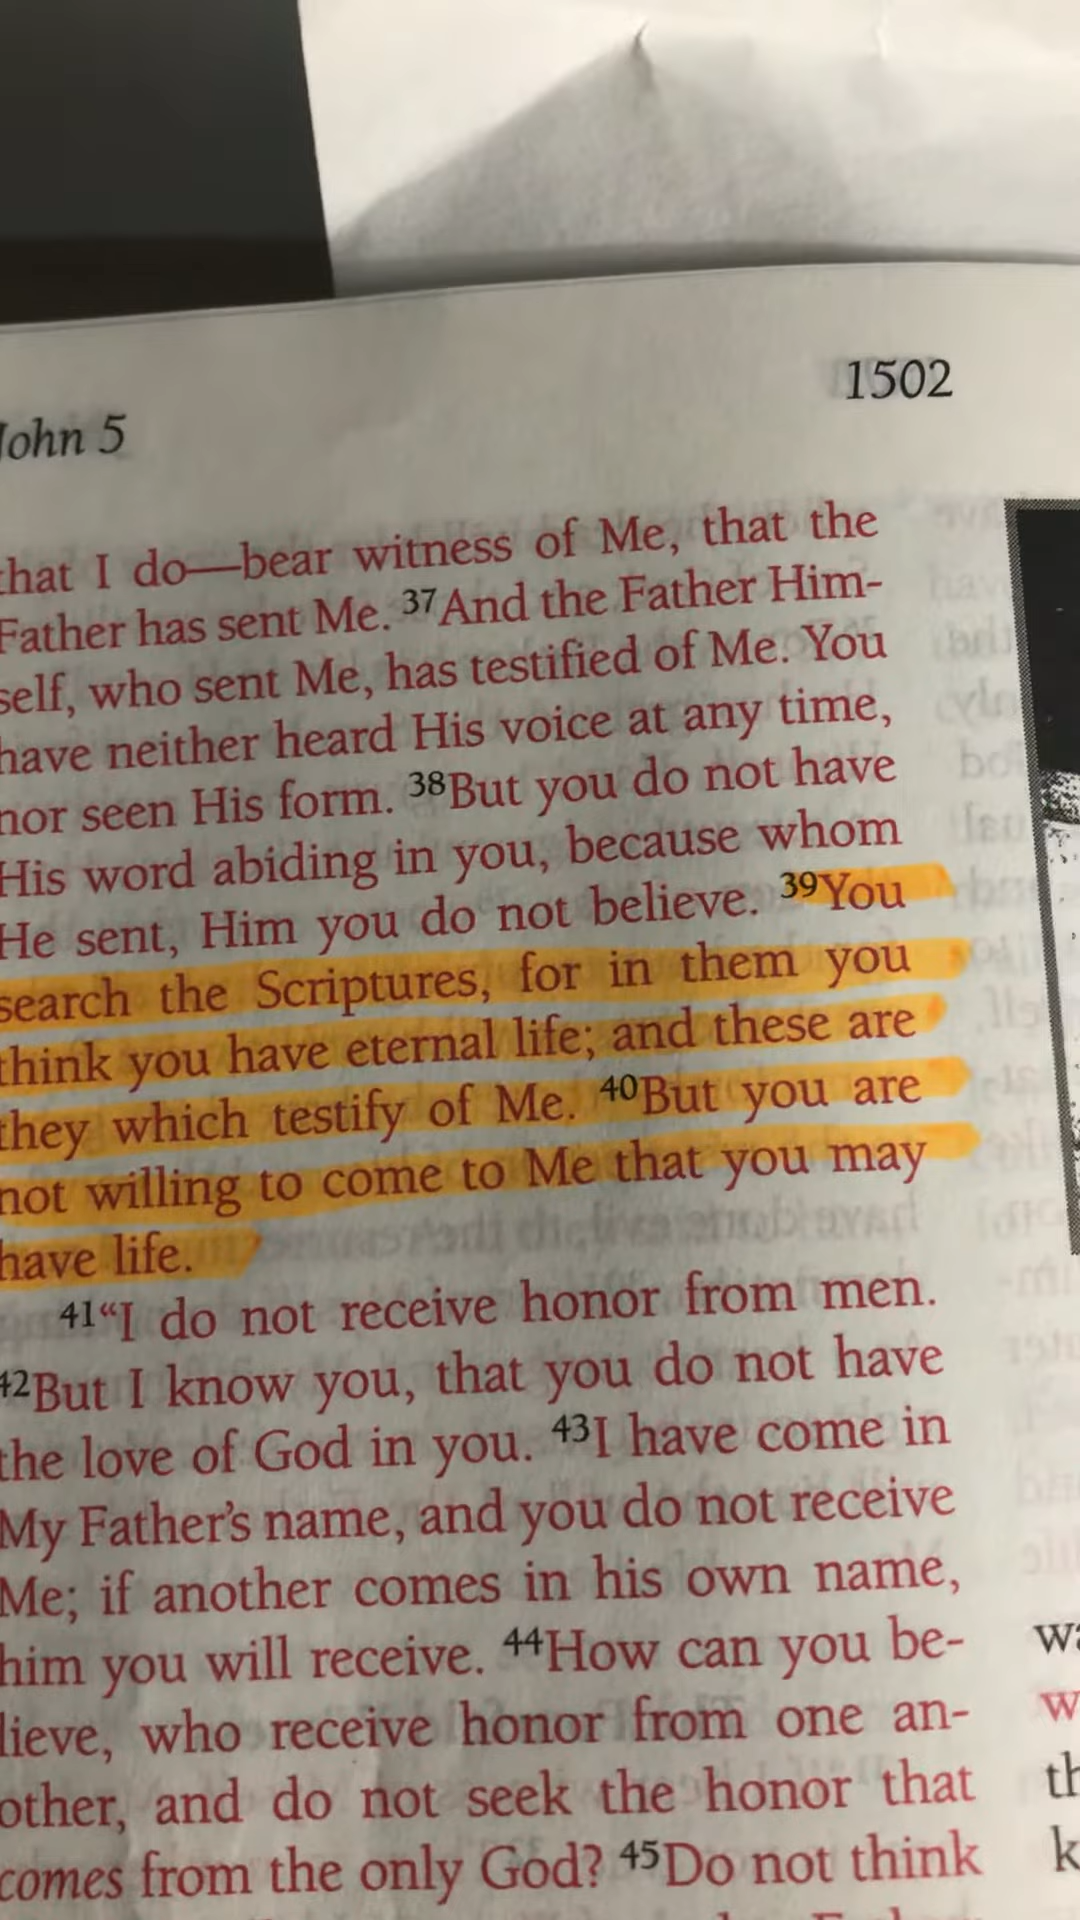 1502
John 5
that I do—bear witness of Me, that the
Father has sent Me. 37And the Father Him-
self, who sent Me, has testified of Me. You
have neither heard His voice at any time,
nor seen His form. 38But you do not have
His word abiding in you, because whom
He sent, Him you do not believe. 39You
search the Scriptures, for in them you
think you have eternal life; and these are
they which testify of Me. 40But you are
not willing to come to Me that you may
have life.
41“I do not receive honor from men.
42But I know you, that you do not have
the love of God in you. 43I have come in
My Father’s name, and you do not receive
Me; if another comes in his own name,
him you will receive. 44How can you be-
lieve, who receive honor from one an-
other, and do not seek the honor that
comes from the only God? 45Do not think